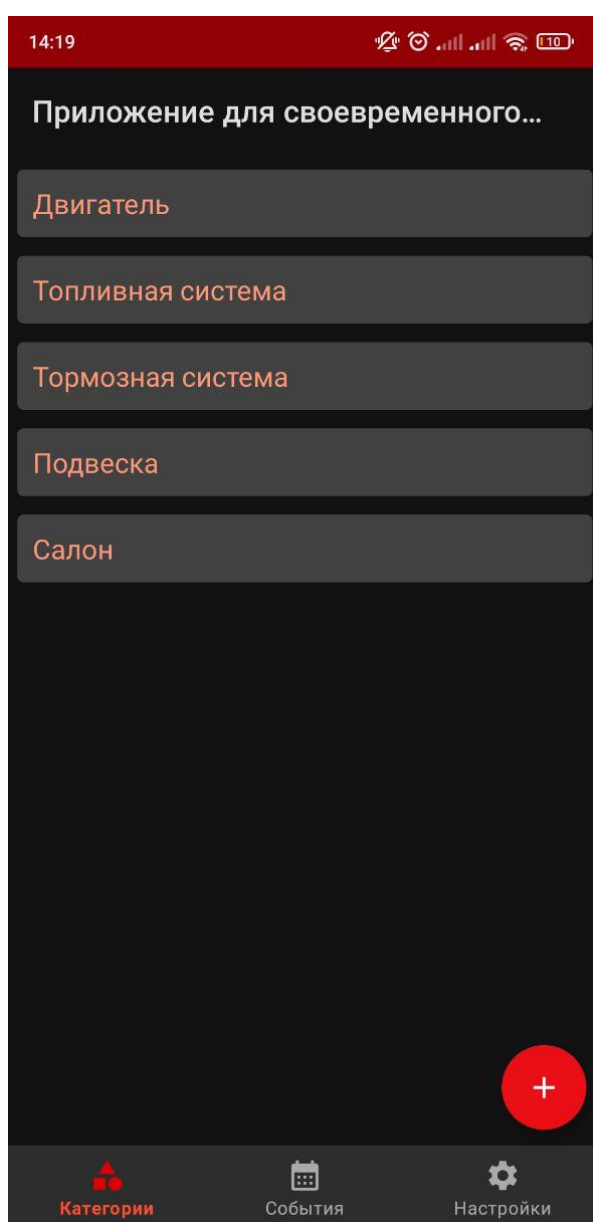 14:19
10
Приложение для своевременного...
Двигатель
Топливная система
Тормозная система
Подвеска
Салон
+
Категории
События
Настройки